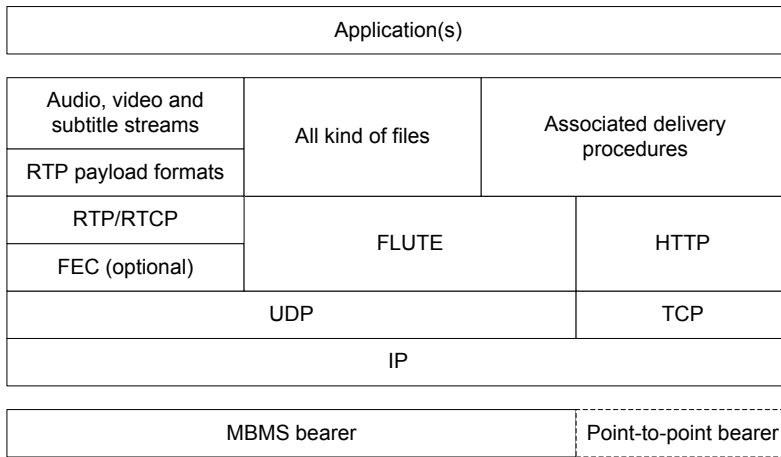 Application(s)
Audio, video and
subtitle streams
All kind of files
Associated delivery
procedures
RTP payload formats
RTP/RTCP
FLUTE
HTTP
FEC (optional)
UDP
TCP
IP
MBMS bearer
Point-to-point bearer